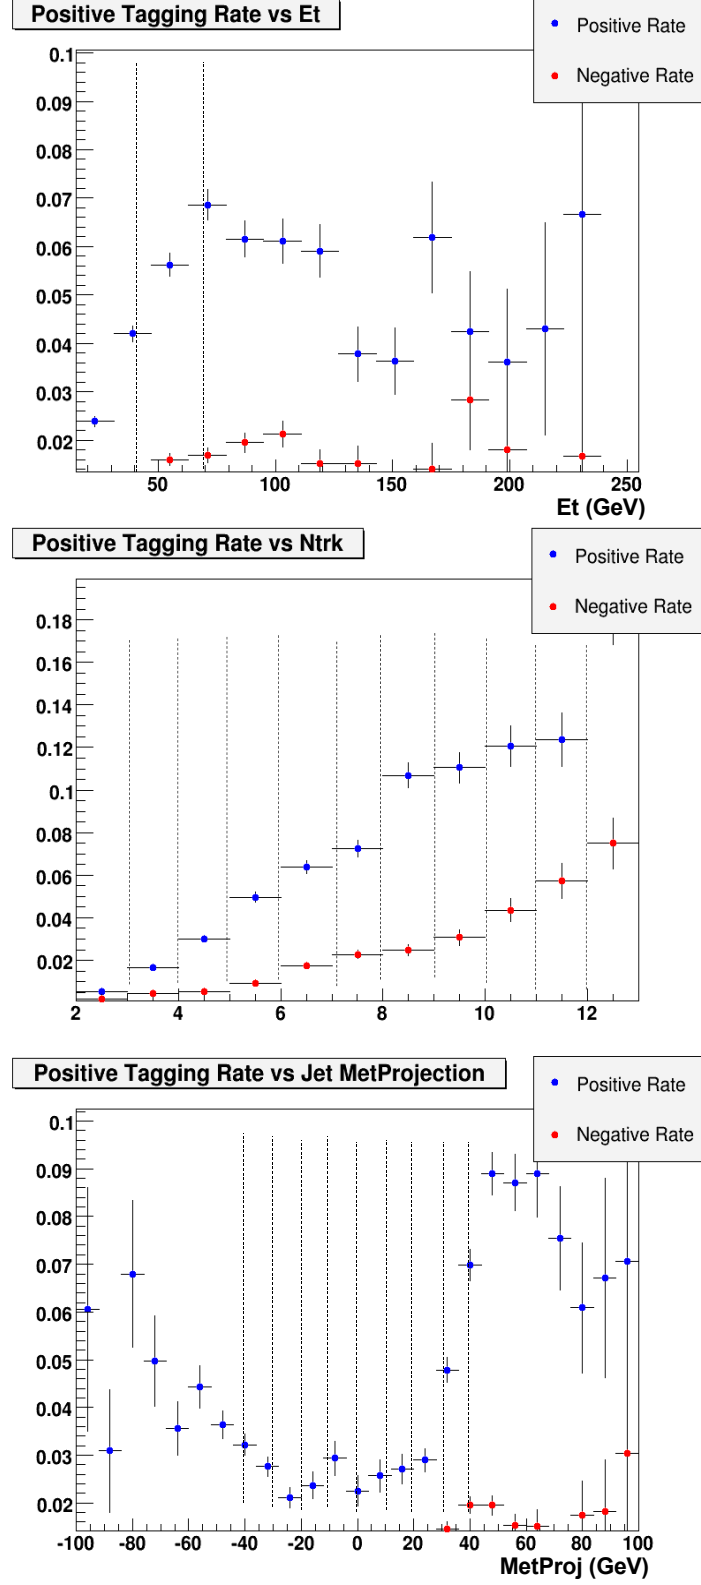 Positive Tagging Rate vs Et
Positive Rate
Negative Rate
0.1
0.09
0.08
0.07
0.06
0.05
0.04
0.03
0.02
50 100 150 200 250
Et (GeV)
Positive Tagging Rate vs Ntrk
Positive Rate
Negative Rate
0.18
0.16
0.14
0.12
0.1
0.08
0.06
0.04
0.02
2 4 6 8 10 12
Positive Tagging Rate vs Jet MetProjection
Positive Rate
Negative Rate
0.1
0.09
0.08
0.07
0.06
0.05
0.04
0.03
0.02
-100 -80 -60 -40 -20 0 20 40 60 80 100
MetProj (GeV)